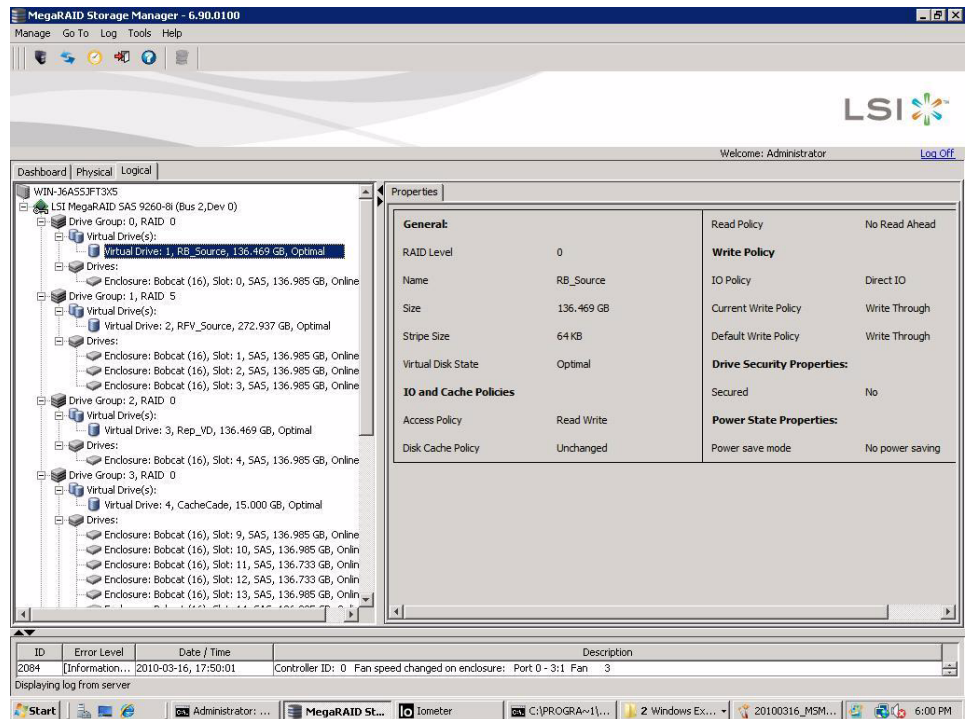 MegaRAID Storage Manager - 6.90.0100
Manage Go To Log Tools Help
LSI
Welcome: Administrator Log Off
Dashboard Physical Logical
WIN-J6ASSJFT3X5
LSI MegaRAID SAS 9260-8i (Bus 2,Dev 0)
Drive Group: 0, RAID 0
Virtual Drive(s):
Virtual Drive: 1, RB_Source, 136.469 GB, Optimal
Drives:
Enclosure: Bobcat (16), Slot: 0, SAS, 136.985 GB, Online
Drive Group: 1, RAID 5
Virtual Drive(s):
Virtual Drive: 2, RFV_Source, 272.937 GB, Optimal
Drives:
Enclosure: Bobcat (16), Slot: 1, SAS, 136.985 GB, Online
Enclosure: Bobcat (16), Slot: 2, SAS, 136.985 GB, Online
Enclosure: Bobcat (16), Slot: 3, SAS, 136.985 GB, Online
Drive Group: 2, RAID 0
Virtual Drive(s):
Virtual Drive: 3, Rep_VD, 136.469 GB, Optimal
Drives:
Enclosure: Bobcat (16), Slot: 4, SAS, 136.985 GB, Online
Drive Group: 3, RAID 0
Virtual Drive(s):
Virtual Drive: 4, CacheCade, 15.000 GB, Optimal
Drives:
Enclosure: Bobcat (16), Slot: 9, SAS, 136.985 GB, Onlin
Enclosure: Bobcat (16), Slot: 10, SAS, 136.985 GB, Onlin
Enclosure: Bobcat (16), Slot: 11, SAS, 136.733 GB, Onlin
Enclosure: Bobcat (16), Slot: 12, SAS, 136.733 GB, Onlin
Enclosure: Bobcat (16), Slot: 13, SAS, 136.985 GB, Onlin
Properties
General:
RAID Level 0
Name RB_Source
Size 136.469 GB
Stripe Size 64 KB
Virtual Disk State Optimal
IO and Cache Policies
Access Policy Read Write
Disk Cache Policy Unchanged
Read Policy No Read Ahead
Write Policy
IO Policy Direct IO
Current Write Policy Write Through
Default Write Policy Write Through
Drive Security Properties:
Secured No
Power State Properties:
Power save mode No power saving
ID Error Level Date / Time Description
2084 [Information... 2010-03-16, 17:50:01 Controller ID: 0 Fan speed changed on enclosure: Port 0 - 3:1 Fan 3
Displaying log from server
Start Administrator: ... MegaRAID St... Iometer C:\PROGRA~1\... 2 Windows Ex... 20100316_MSM... 6:00 PM